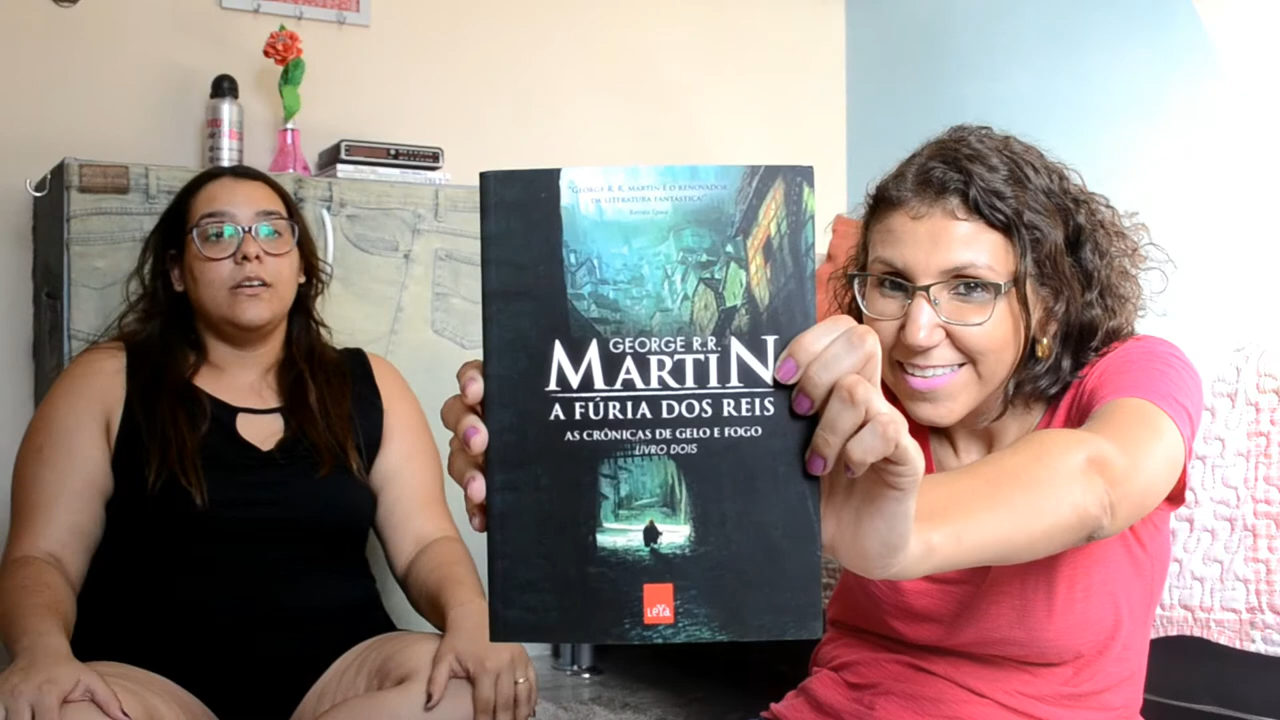 "GEORGE R. R. MARTIN É O RENOVADOR
DA LITERATURA FANTÁSTICA."
GEORGE R.R.
MARTIN
A FÚRIA DOS REIS
AS CRÔNICAS DE GELO E FOGO
LIVRO DOIS
LeYa